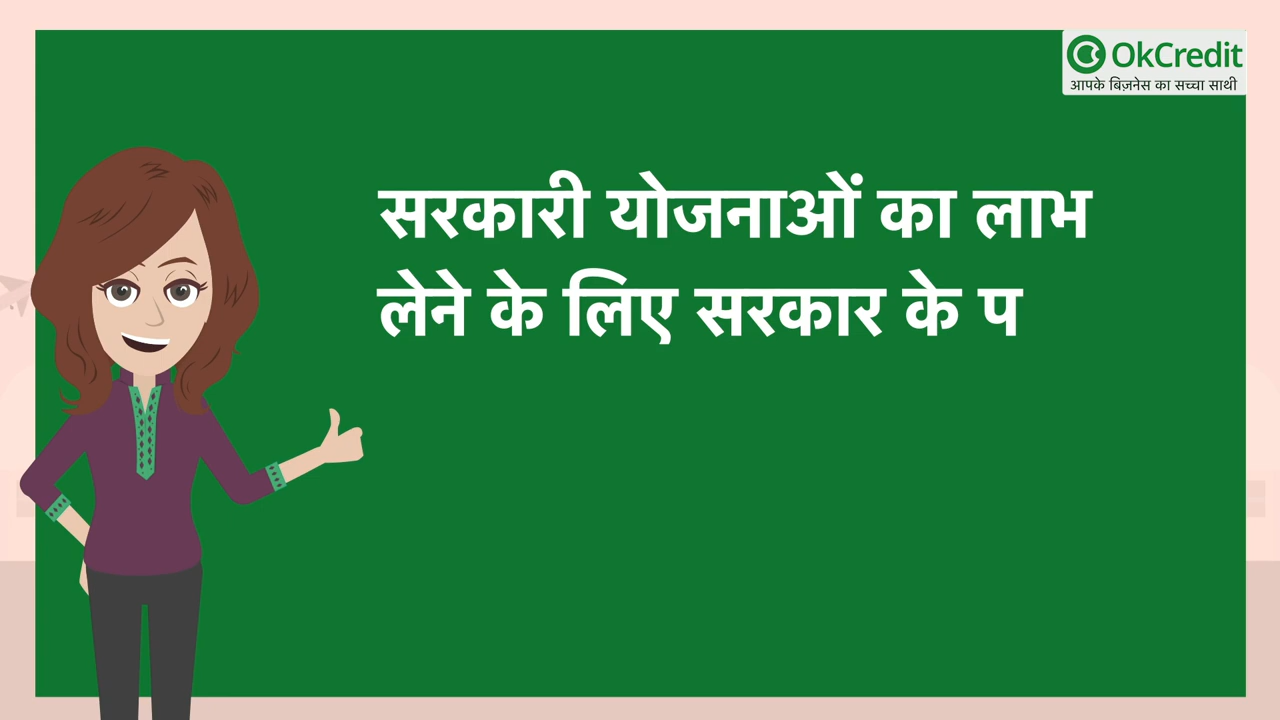 OkCredit
आपके बिज़नेस का सच्चा साथी
सरकारी योजनाओं का लाभ
लेने के लिए सरकार के प